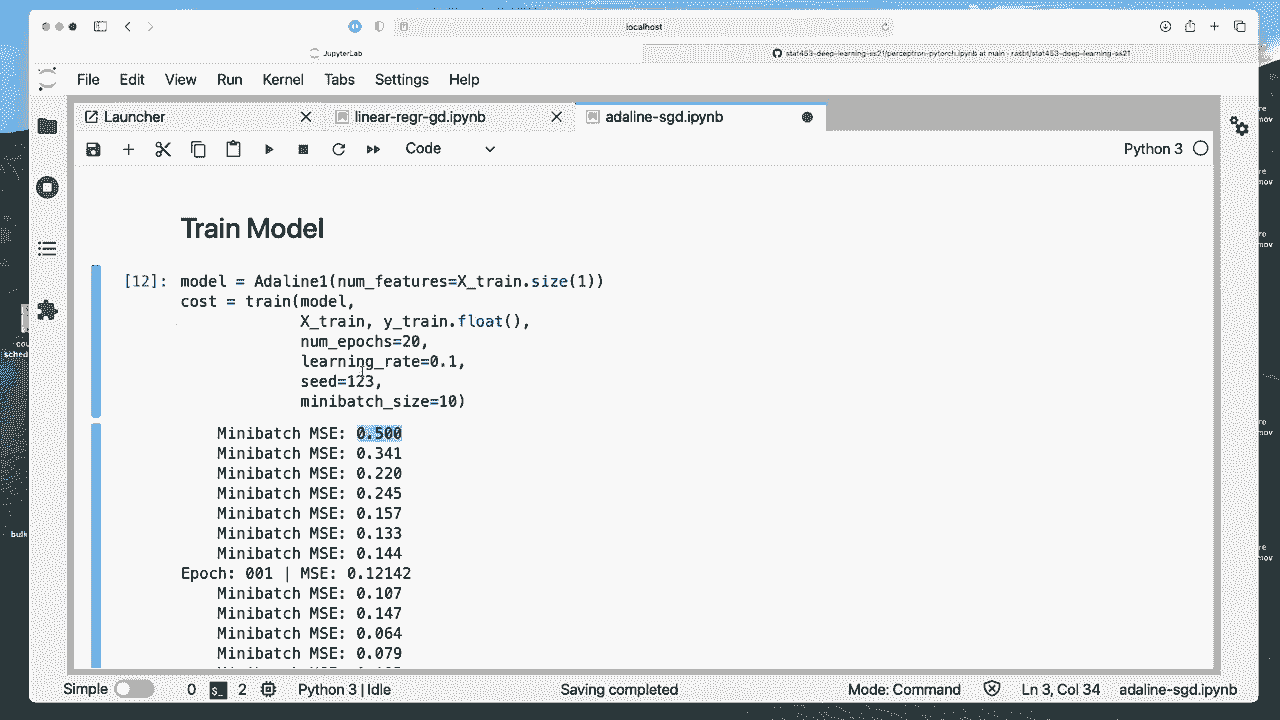 localhost
JupyterLab
stat453-deep-learning-ss21/perceptron-pytorch.ipynb at main · rasbt/stat453-deep-learning-ss21
File Edit View Run Kernel Tabs Settings Help
Launcher
linear-regr-gd.ipynb
adaline-sgd.ipynb
Code
Python 3
Train Model
[12]: model = Adaline1(num_features=X_train.size(1))
cost = train(model,
X_train, y_train.float(),
num_epochs=20,
learning_rate=0.1,
seed=123,
minibatch_size=10)
Minibatch MSE: 0.500
Minibatch MSE: 0.341
Minibatch MSE: 0.220
Minibatch MSE: 0.245
Minibatch MSE: 0.157
Minibatch MSE: 0.133
Minibatch MSE: 0.144
Epoch: 001 | MSE: 0.12142
Minibatch MSE: 0.107
Minibatch MSE: 0.147
Minibatch MSE: 0.064
Minibatch MSE: 0.079
Simple 0 $_ 2 Python 3 | Idle Saving completed Mode: Command Ln 3, Col 34 adaline-sgd.ipynb